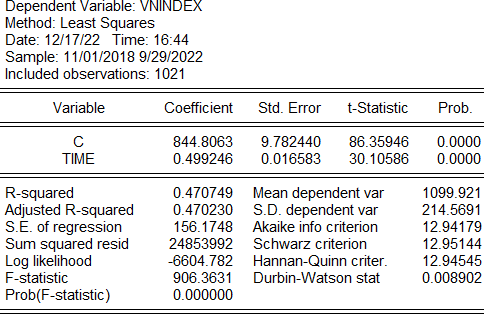 Dependent Variable: VNINDEX
Method: Least Squares
Date: 12/17/22 Time: 16:44
Sample: 11/01/2018 9/29/2022
Included observations: 1021
Variable Coefficient Std. Error t-Statistic Prob.
C 844.8063 9.782440 86.35946 0.0000
TIME 0.499246 0.016583 30.10586 0.0000
R-squared 0.470749 Mean dependent var 1099.921
Adjusted R-squared 0.470230 S.D. dependent var 214.5691
S.E. of regression 156.1748 Akaike info criterion 12.94179
Sum squared resid 24853992 Schwarz criterion 12.95144
Log likelihood -6604.782 Hannan-Quinn criter. 12.94545
F-statistic 906.3631 Durbin-Watson stat 0.008902
Prob(F-statistic) 0.000000